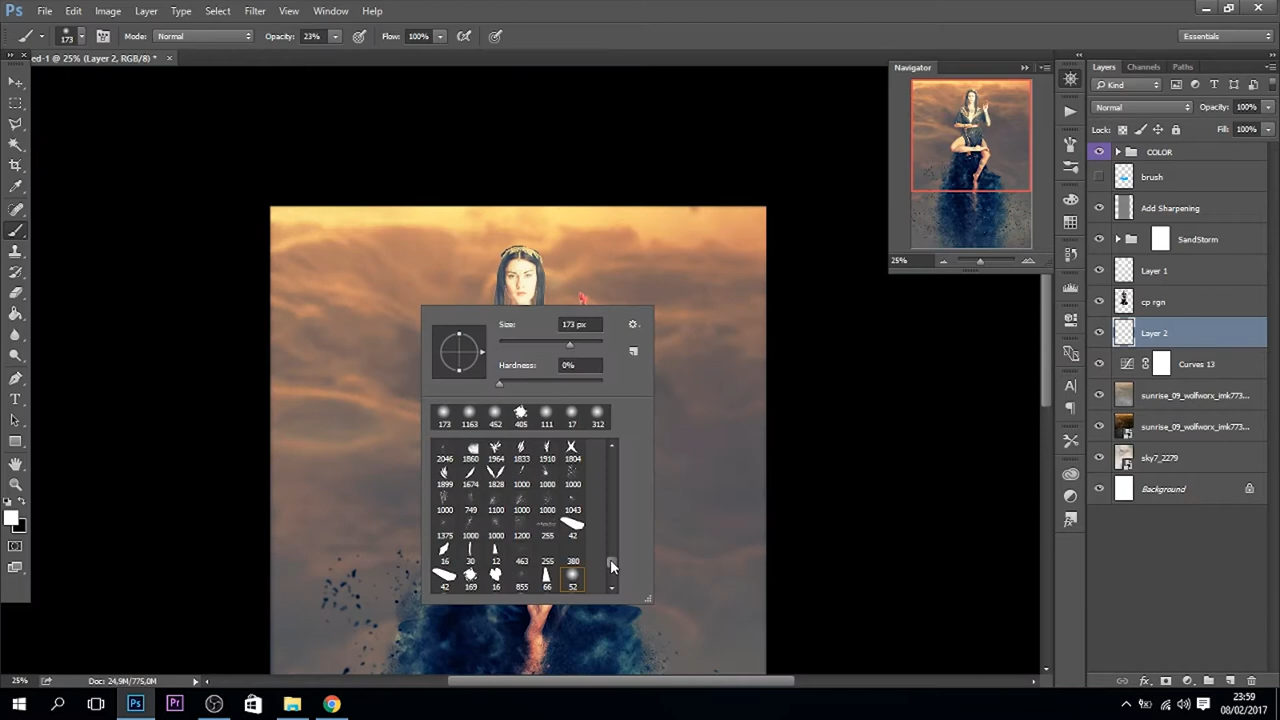 Ps File Edit Image Layer Type Select Filter View Window Help
173 Mode: Normal Opacity: 23% Flow: 100% Essentials
ed-1 @ 25% (Layer 2, RGB/8) *
Navigator
25%
Layers Channels Paths
Kind
Normal Opacity: 100%
Lock: Fill: 100%
COLOR
brush
Add Sharpening
SandStorm
Layer 1
cp rgn
Layer 2
Curves 13
sunrise_09_wolfworx_imk773...
sunrise_09_wolfworx_imk773...
sky7_2279
Background
Size: 173 px
Hardness: 0%
173 1163 452 405 111 17 312
2046 1860 1964 1833 1910 1804
1899 1674 1828 1000 1000 1000
1000 749 1100 1000 1000 1043
1375 1000 1000 1200 255 42
16 30 12 463 255 380
42 169 16 855 66 52
25% Doc: 24,9M/775,0M
Ps Pr
23:59
08/02/2017